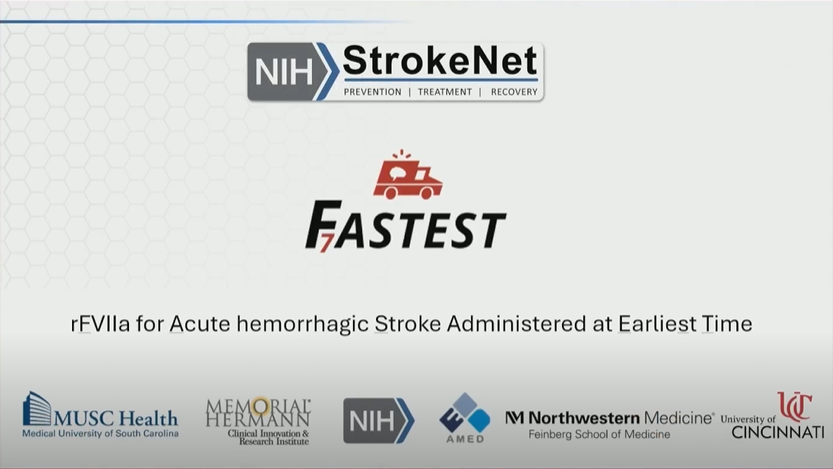 NIH StrokeNet
PREVENTION | TREATMENT | RECOVERY
F7ASTEST
rFVIIa for Acute hemorrhagic Stroke Administered at Earliest Time
MUSC Health
Medical University of South Carolina
MEMORIAL®
HERMANN
Clinical Innovation &
Research Institute
NIH
AMED
NM Northwestern Medicine®
Feinberg School of Medicine
UC
University of
CINCINNATI